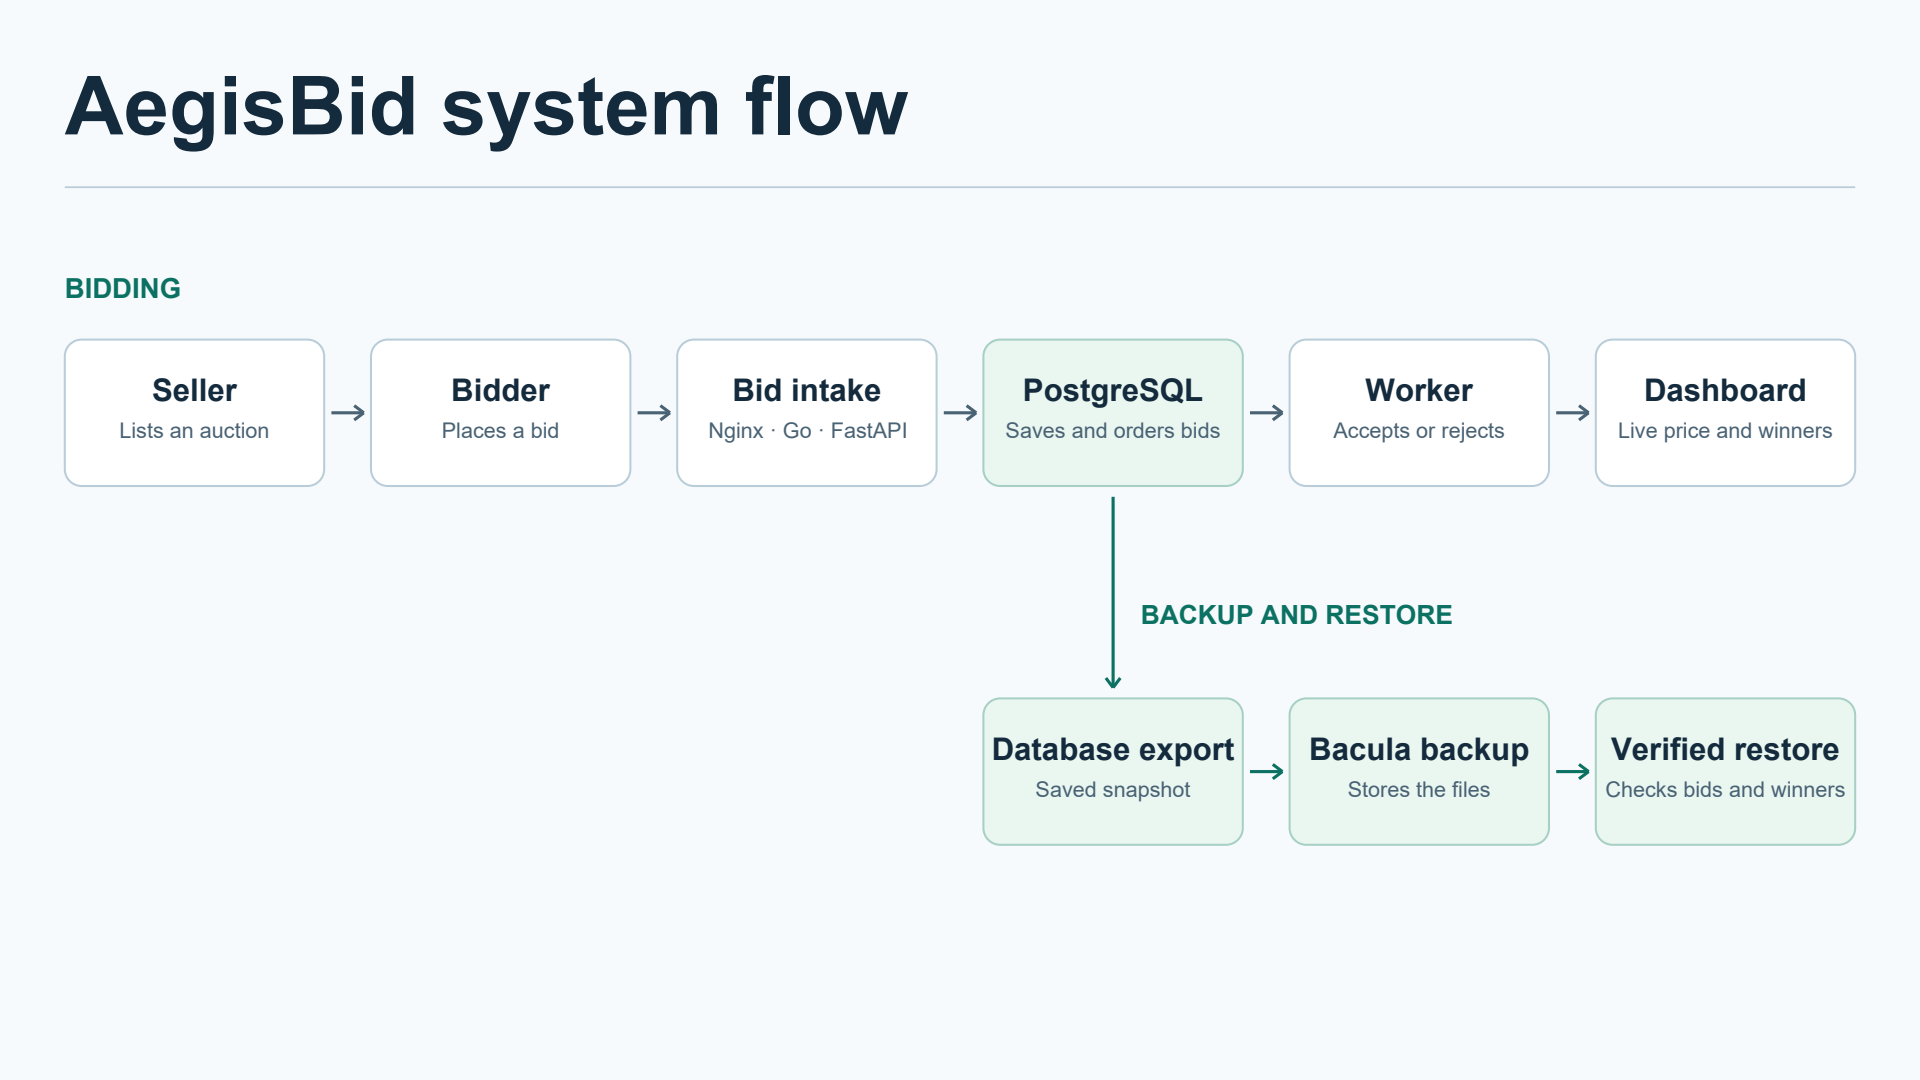 AegisBid system flow
BIDDING
Seller
Lists an auction
Bidder
Places a bid
Bid intake
Nginx · Go · FastAPI
PostgreSQL
Saves and orders bids
Worker
Accepts or rejects
Dashboard
Live price and winners
BACKUP AND RESTORE
Database export
Saved snapshot
Bacula backup
Stores the files
Verified restore
Checks bids and winners